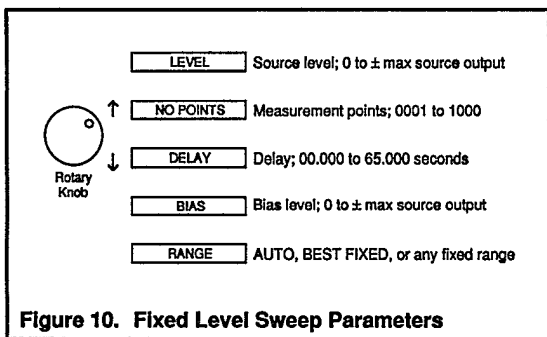 LEVEL Source level; 0 to ± max source output
↑ NO POINTS Measurement points; 0001 to 1000
↓ DELAY Delay; 00.000 to 65.000 seconds
Rotary
Knob
BIAS Bias level; 0 to ± max source output
RANGE AUTO, BEST FIXED, or any fixed range
Figure 10. Fixed Level Sweep Parameters